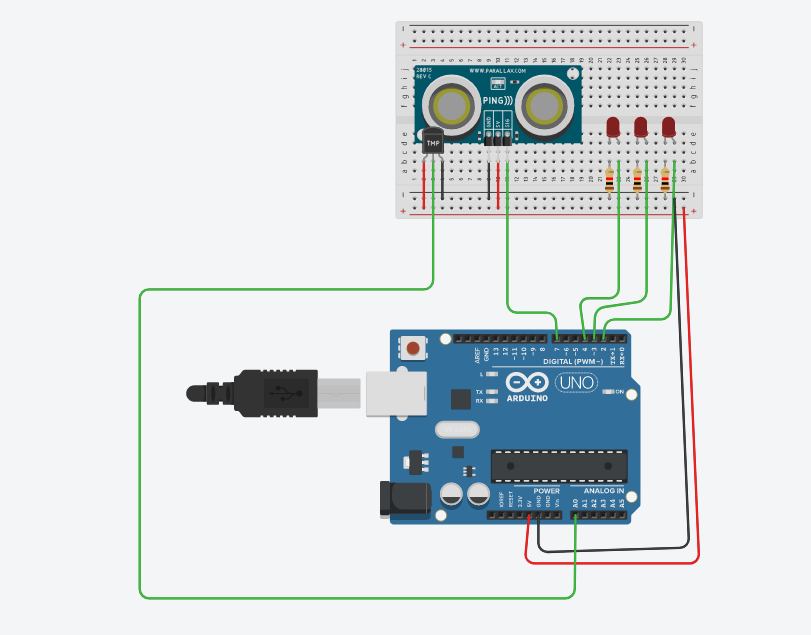 28015
REV C
WWW.PARALLAX.COM
PING)))
GND
5V
SIG
TMP
AREF
GND
13
12
~11
~10
~9
8
7
~6
~5
4
~3
2
TX→1
RX←0
DIGITAL (PWM~)
L
TX
RX
ARDUINO
UNO
ON
POWER
ANALOG IN
IOREF
RESET
3.3V
5V
GND
GND
Vin
A0
A1
A2
A3
A4
A5